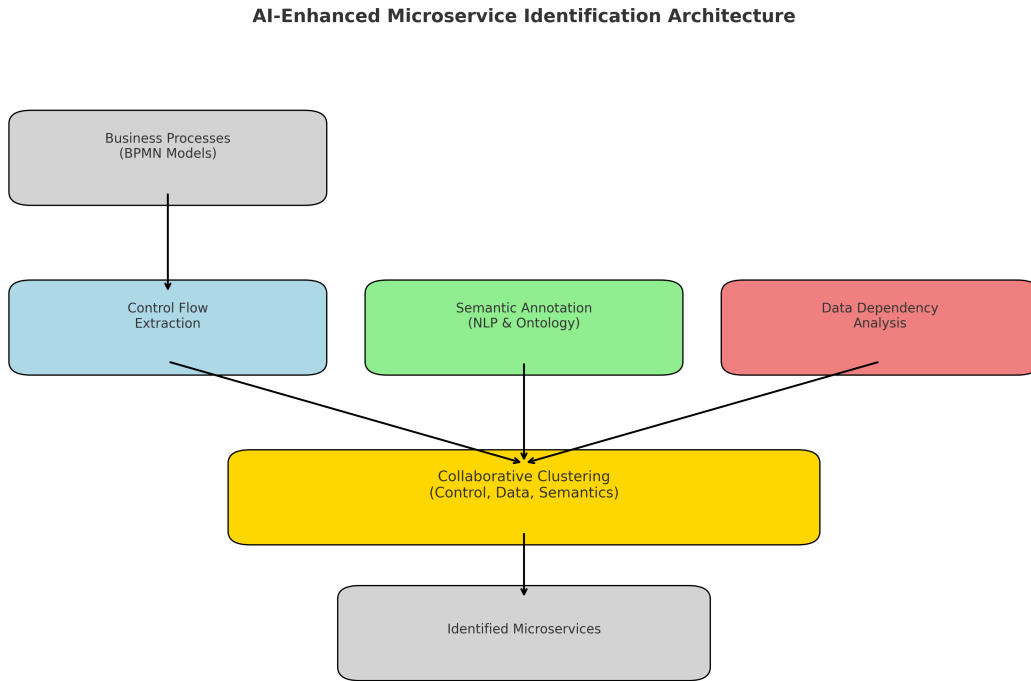 AI-Enhanced Microservice Identification Architecture
Business Processes
(BPMN Models)
Control Flow
Extraction
Semantic Annotation
(NLP & Ontology)
Data Dependency
Analysis
Collaborative Clustering
(Control, Data, Semantics)
Identified Microservices